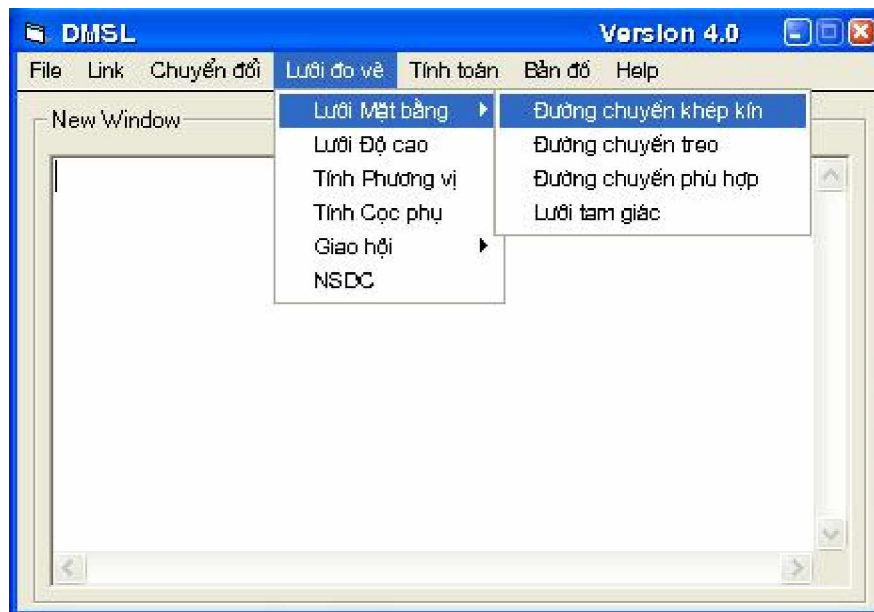 DMSL Version 4.0
File Link Chuyển đổi Lưới đo vẽ Tính toán Bản đồ Help
New Window
Lưới Mặt bằng
Lưới Độ cao
Tính Phương vị
Tính Cọc phụ
Giao hội
NSDC
Đường chuyền khép kín
Đường chuyền treo
Đường chuyền phù hợp
Lưới tam giác